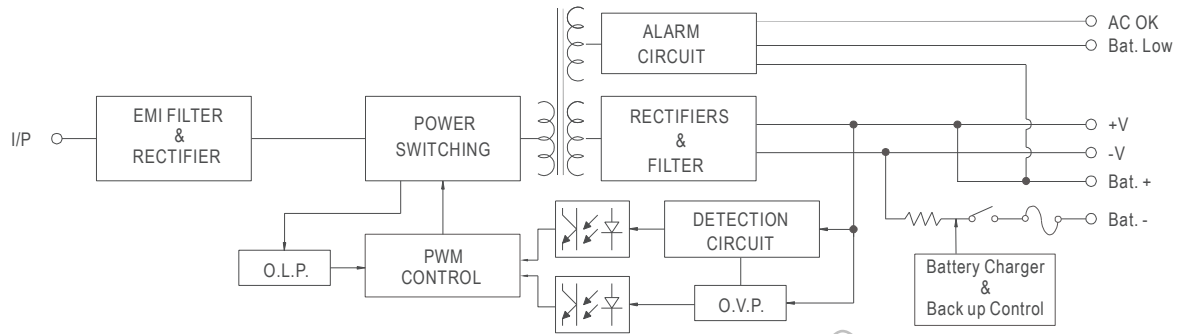 ALARM
CIRCUIT
AC OK
Bat. Low
I/P
EMI FILTER
&
RECTIFIER
POWER
SWITCHING
RECTIFIERS
&
FILTER
+V
-V
Bat. +
Bat. -
O.L.P.
PWM
CONTROL
DETECTION
CIRCUIT
O.V.P.
Battery Charger
&
Back up Control